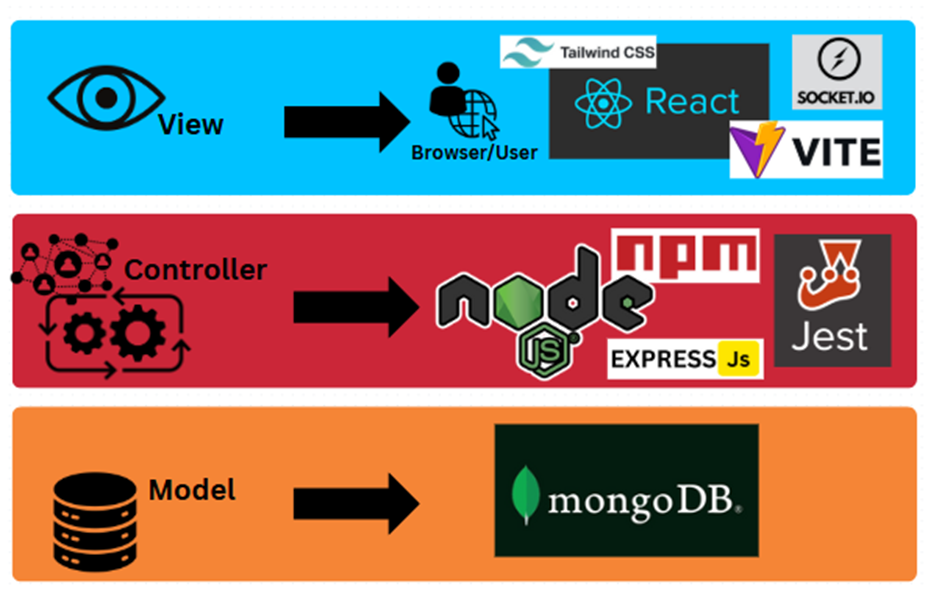 View
Browser/User
Tailwind CSS
React
SOCKET.IO
VITE
Controller
node
JS
npm
EXPRESS Js
Jest
Model
mongoDB®